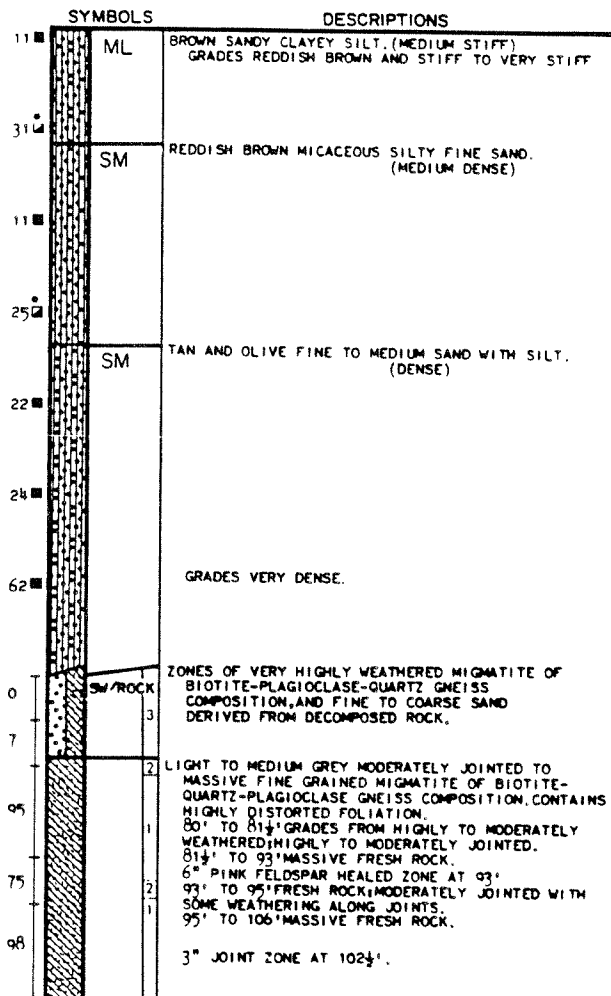 SYMBOLS DESCRIPTIONS
11 ML BROWN SANDY CLAYEY SILT.(MEDIUM STIFF)
GRADES REDDISH BROWN AND STIFF TO VERY STIFF
31
SM REDDISH BROWN MICACEOUS SILTY FINE SAND.
(MEDIUM DENSE)
11
25
SM TAN AND OLIVE FINE TO MEDIUM SAND WITH SILT.
(DENSE)
22
24
62 GRADES VERY DENSE.
ZONES OF VERY HIGHLY WEATHERED MIGMATITE OF
0 SW/ROCK BIOTITE-PLAGIOCLASE-QUARTZ GNEISS
COMPOSITION,AND FINE TO COARSE SAND
3 DERIVED FROM DECOMPOSED ROCK.
7
2 LIGHT TO MEDIUM GREY MODERATELY JOINTED TO
MASSIVE FINE GRAINED MIGMATITE OF BIOTITE-
QUARTZ-PLAGIOCLASE GNEISS COMPOSITION.CONTAINS
95 HIGHLY DISTORTED FOLIATION.
1 80' TO 81½'GRADES FROM HIGHLY TO MODERATELY
WEATHERED;HIGHLY TO MODERATELY JOINTED.
81½' TO 93'MASSIVE FRESH ROCK.
75 6" PINK FELDSPAR HEALED ZONE AT 93'
2 93' TO 95'FRESH ROCK;MODERATELY JOINTED WITH
1 SOME WEATHERING ALONG JOINTS.
95' TO 106'MASSIVE FRESH ROCK.
98
3" JOINT ZONE AT 102½'.